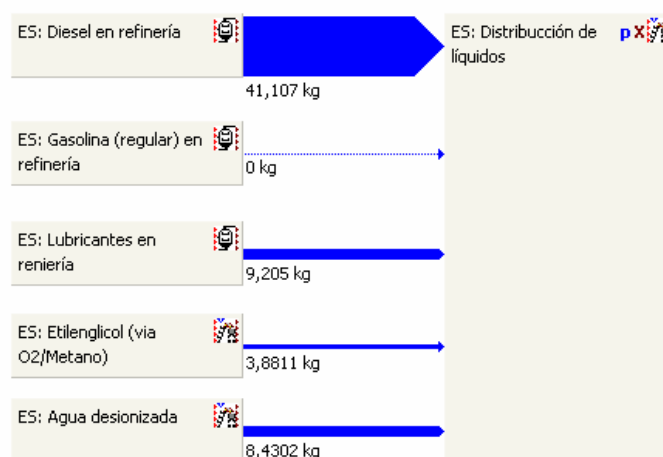 ES: Diesel en refinería
41,107 kg
ES: Distribucción de
líquidos
p X
ES: Gasolina (regular) en
refinería
0 kg
ES: Lubricantes en
reniería
9,205 kg
ES: Etilenglicol (via
O2/Metano)
3,8811 kg
ES: Agua desionizada
8,4302 kg